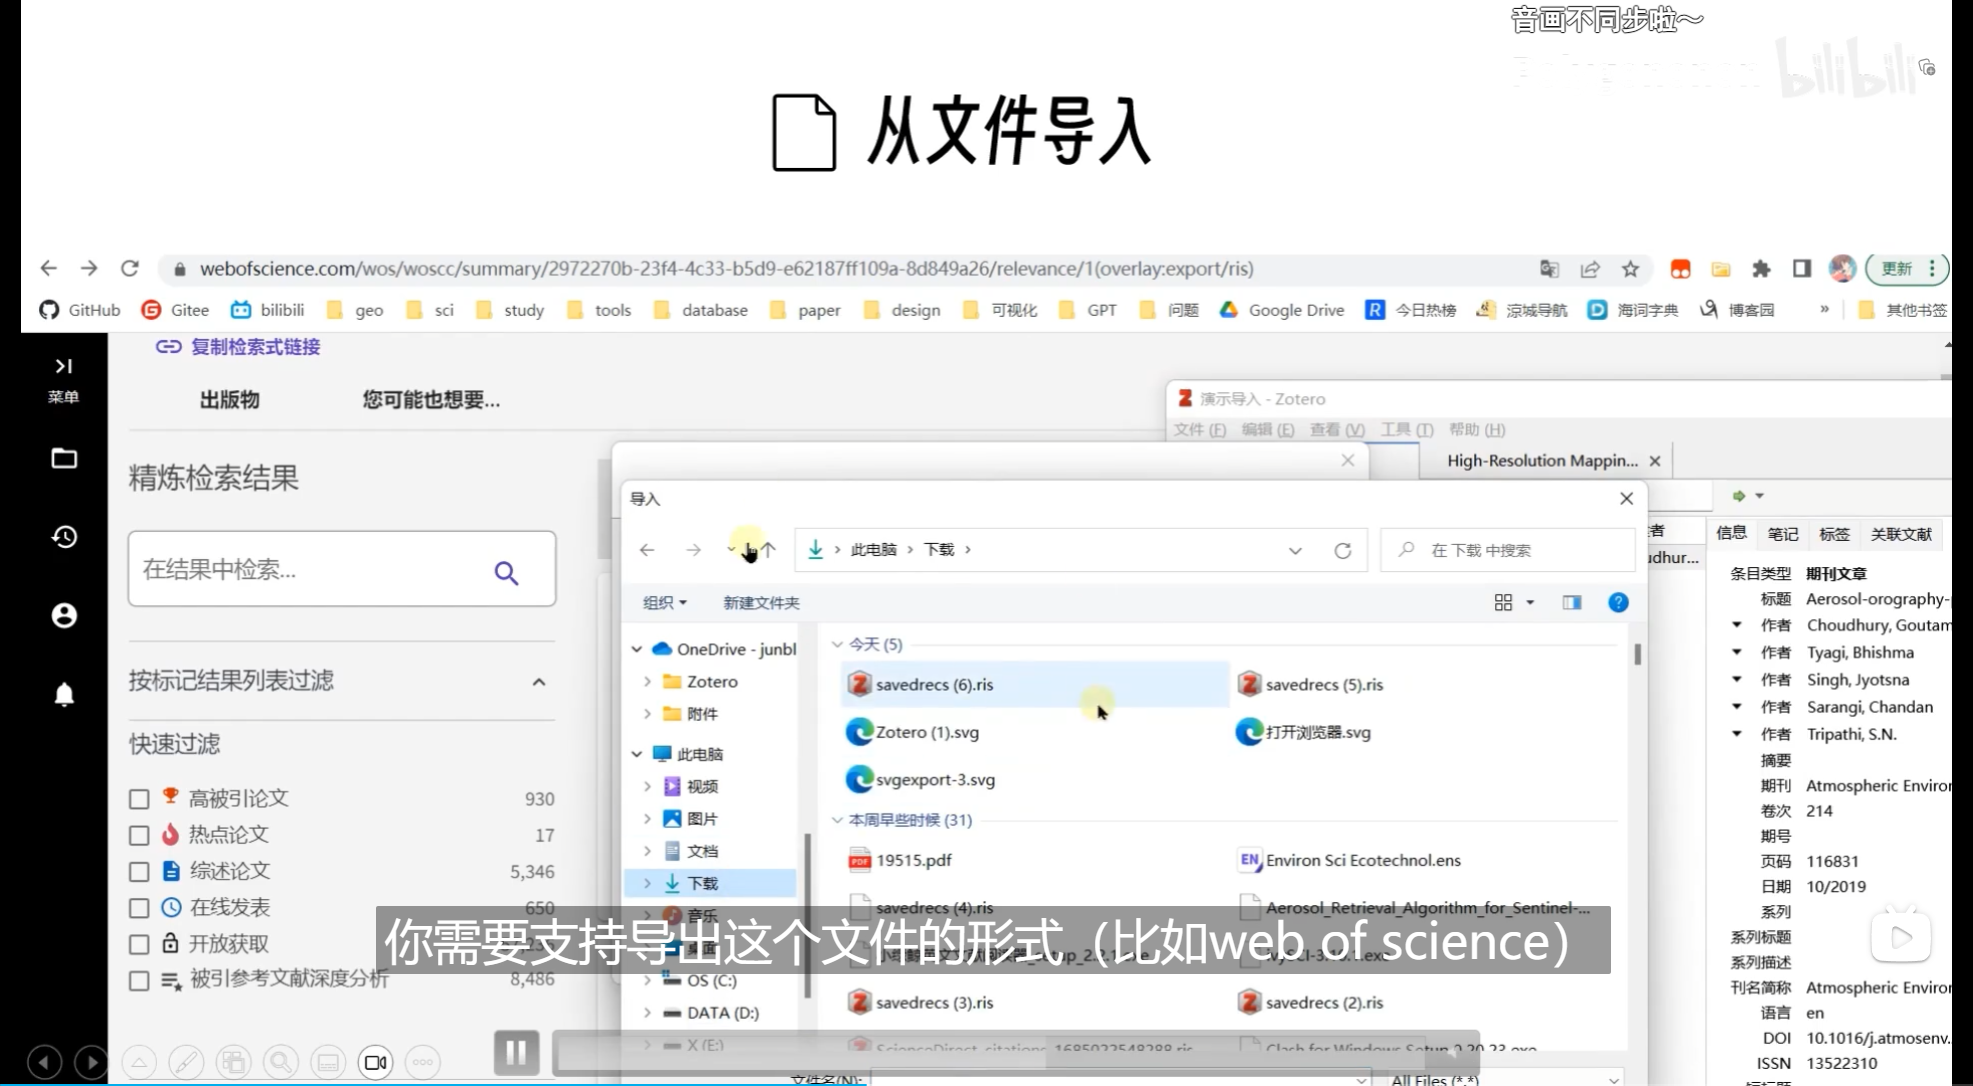 音画不同步啦~
bilibili
从文件导入
webofscience.com/wos/woscc/summary/2972270b-23f4-4c33-b5d9-e62187ff109a-8d849a26/relevance/1(overlay:export/ris)
更新
GitHub
Gitee
bilibili
geo
sci
study
tools
database
paper
design
可视化
GPT
问题
Google Drive
今日热榜
凉城导航
海词字典
博客园
»
其他书签
菜单
复制检索式链接
出版物
您可能也想要...
精炼检索结果
在结果中检索...
按标记结果列表过滤
快速过滤
高被引论文 930
热点论文 17
综述论文 5,346
在线发表 650
开放获取
被引参考文献深度分析 8,486
演示导入 - Zotero
文件 (F) 编辑 (E) 查看 (V) 工具 (T) 帮助 (H)
High-Resolution Mappin...
导入
此电脑 › 下载 ›
在 下载 中搜索
组织
新建文件夹
OneDrive - junbl
Zotero
附件
此电脑
视频
图片
文档
下载
音乐
桌面
OS (C:)
DATA (D:)
X (E:)
今天 (5)
savedrecs (6).ris
savedrecs (5).ris
Zotero (1).svg
打开浏览器.svg
svgexport-3.svg
本周早些时候 (31)
19515.pdf
Environ Sci Ecotechnol.ens
savedrecs (4).ris
Aerosol_Retrieval_Algorithm_for_Sentinel-...
savedrecs (3).ris
savedrecs (2).ris
ScienceDirect_citations_1685022548288.ris
Clash.for.Windows.Setup.0.20.23.exe
文件名(N):
All Files (*.*)
你需要支持导出这个文件的形式（比如web of science）
者
udhur...
信息
笔记
标签
关联文献
条目类型 期刊文章
标题 Aerosol-orography-
作者 Choudhury, Goutam
作者 Tyagi, Bhishma
作者 Singh, Jyotsna
作者 Sarangi, Chandan
作者 Tripathi, S.N.
摘要
期刊 Atmospheric Environ
卷次 214
期号
页码 116831
日期 10/2019
系列
系列标题
系列描述
刊名简称 Atmospheric Environ
语言 en
DOI 10.1016/j.atmosenv.
ISSN 13522310